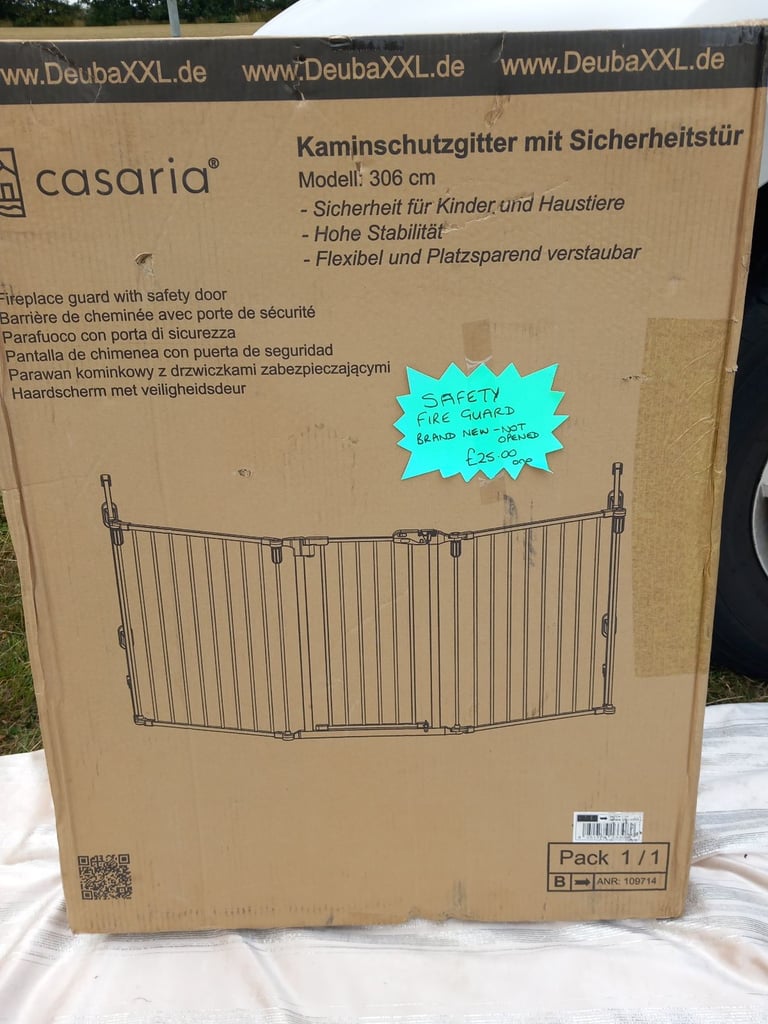 ww.DeubaXXL.de www.DeubaXXL.de www.DeubaXXL.de
casaria®
Kaminschutzgitter mit Sicherheitstür
Modell: 306 cm
- Sicherheit für Kinder und Haustiere
- Hohe Stabilität
- Flexibel und Platzsparend verstaubar
Fireplace guard with safety door
Barrière de cheminée avec porte de sécurité
Parafuoco con porta di sicurezza
Pantalla de chimenea con puerta de seguridad
Parawan kominkowy z drzwiczkami zabezpieczającymi
Haardscherm met veiligheidsdeur
SAFETY
FIRE GUARD
BRAND NEW - NOT
OPENED
£25.00
ono
Pack 1/1
B ANR: 109714